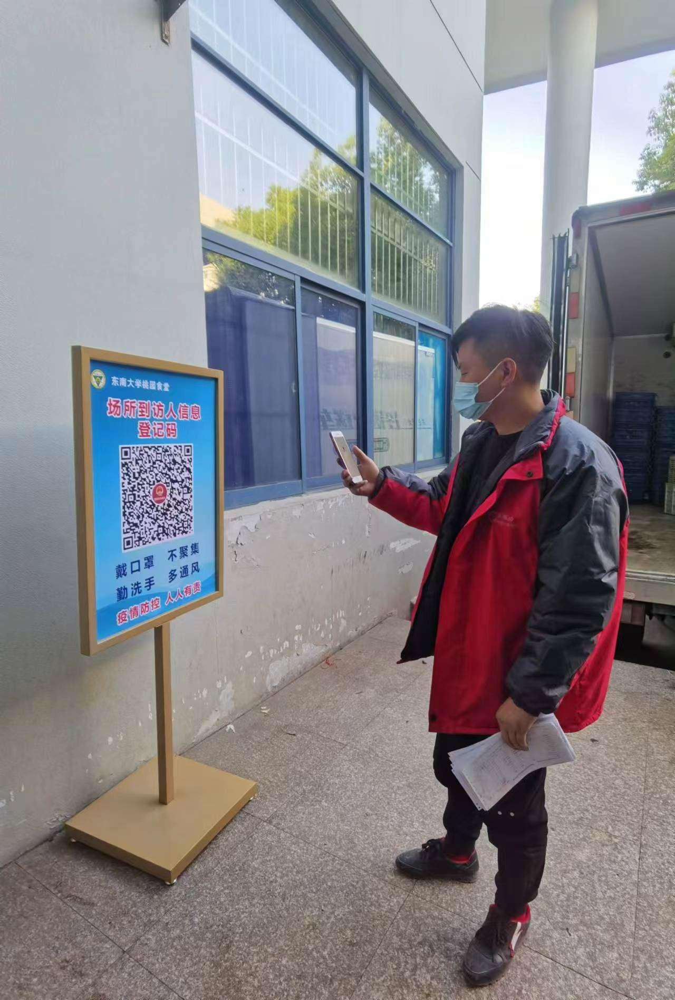 东南大学桃园食堂
场所到访人信息
登记码
戴口罩 不聚集
勤洗手 多通风
疫情防控 人人有责